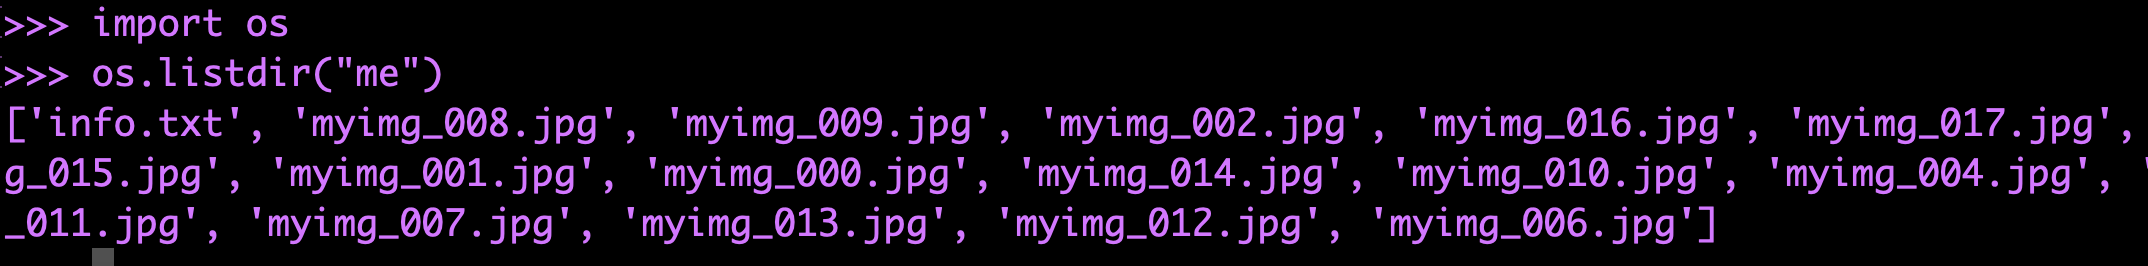 >>> import os
>>> os.listdir("me")
['info.txt', 'myimg_008.jpg', 'myimg_009.jpg', 'myimg_002.jpg', 'myimg_016.jpg', 'myimg_017.jpg',
g_015.jpg', 'myimg_001.jpg', 'myimg_000.jpg', 'myimg_014.jpg', 'myimg_010.jpg', 'myimg_004.jpg', '
_011.jpg', 'myimg_007.jpg', 'myimg_013.jpg', 'myimg_012.jpg', 'myimg_006.jpg']